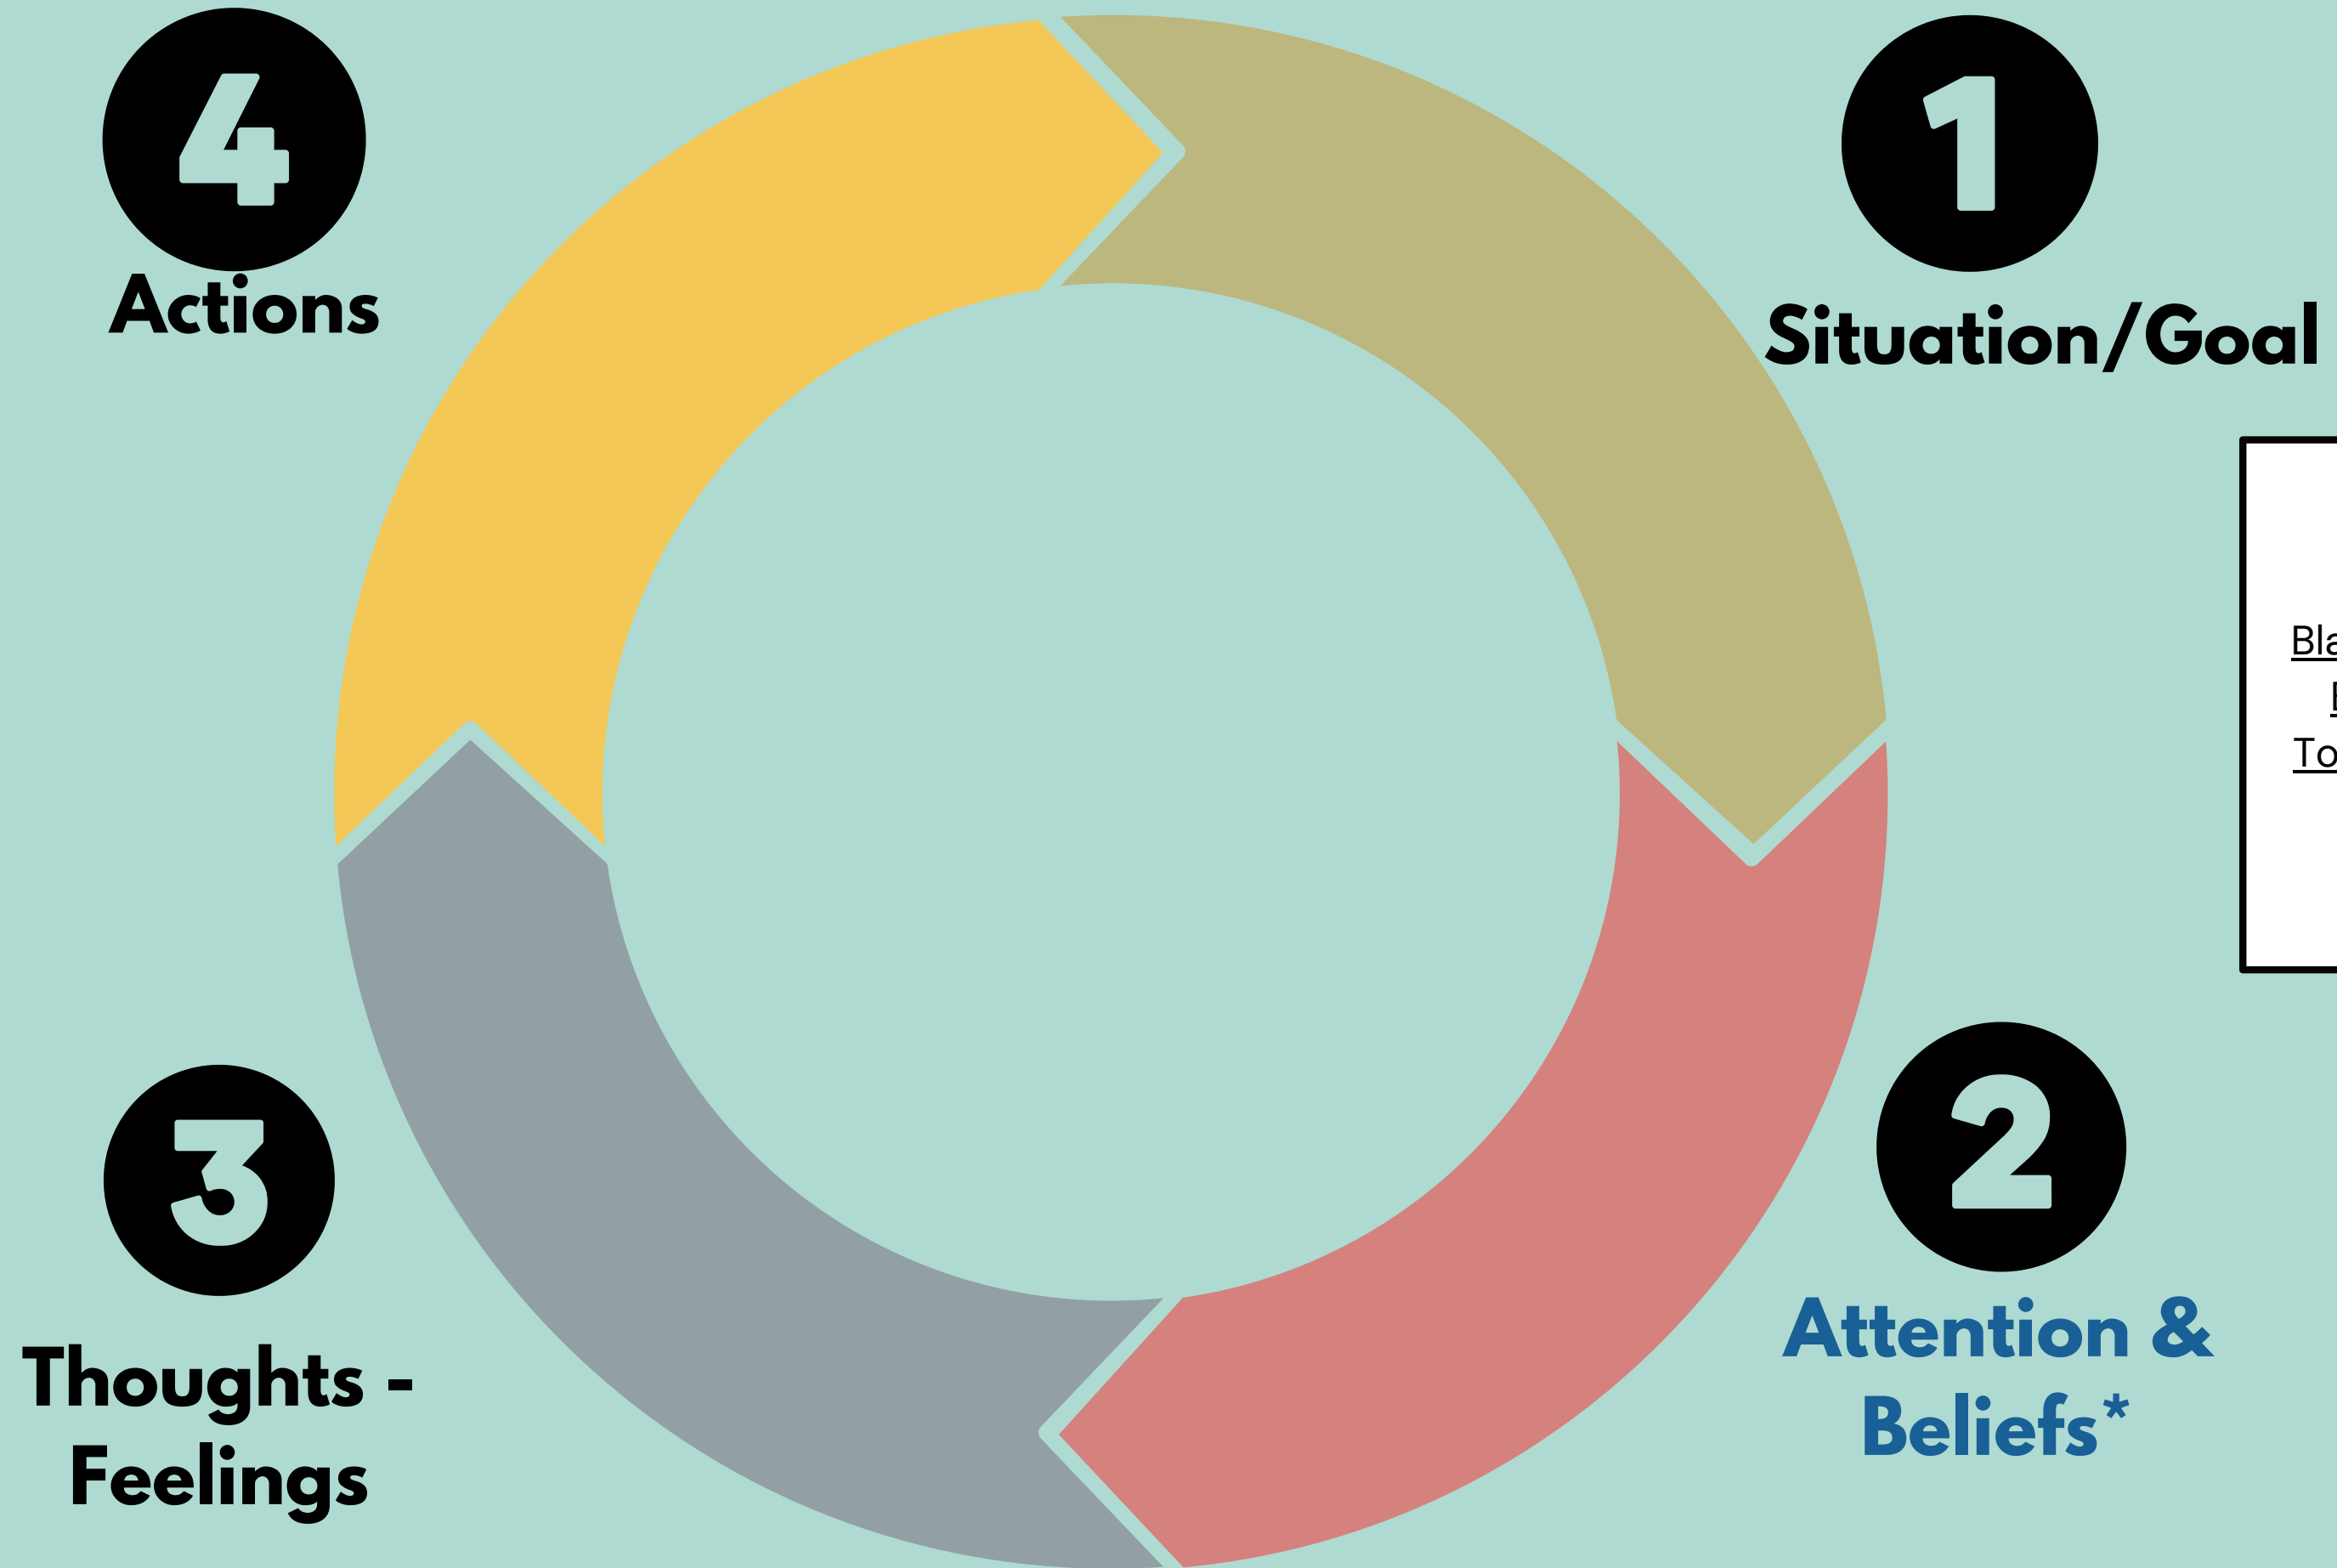 4
Actions
1
Situation/Goal
2
Attention &
Beliefs*
3
Thoughts -
Feelings